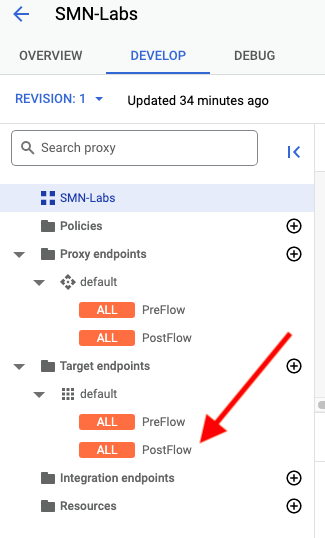 SMN-Labs
OVERVIEW DEVELOP DEBUG
REVISION: 1 Updated 34 minutes ago
Search proxy
SMN-Labs
Policies
Proxy endpoints
default
ALL PreFlow
ALL PostFlow
Target endpoints
default
ALL PreFlow
ALL PostFlow
Integration endpoints
Resources